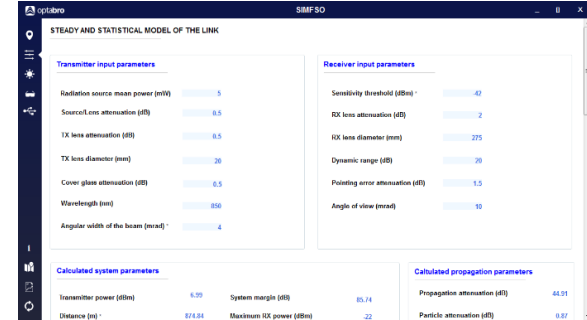 optabro SIMFSO
STEADY AND STATISTICAL MODEL OF THE LINK
Transmitter input parameters
Radiation source mean power (mW) 5
Source/Lens attenuation (dB) 0.5
TX lens attenuation (dB) 0.5
TX lens diameter (mm) 20
Cover glass attenuation (dB) 0.5
Wavelength (nm) 850
Angular width of the beam (mrad) * 4
Receiver input parameters
Sensitivity threshold (dBm) * -42
RX lens attenuation (dB) 2
RX lens diameter (mm) 275
Dynamic range (dB) 20
Pointing error attenuation (dB) 1.5
Angle of view (mrad) 10
Calculated system parameters
Transmitter power (dBm) 6.99 System margin (dB) 85.74
Distance (m) * 874.84 Maximum RX power (dBm) -22
Caltulated propagation parameters
Propagation attenuation (dB) 44.91
Particle attenuation (dB) 0.87